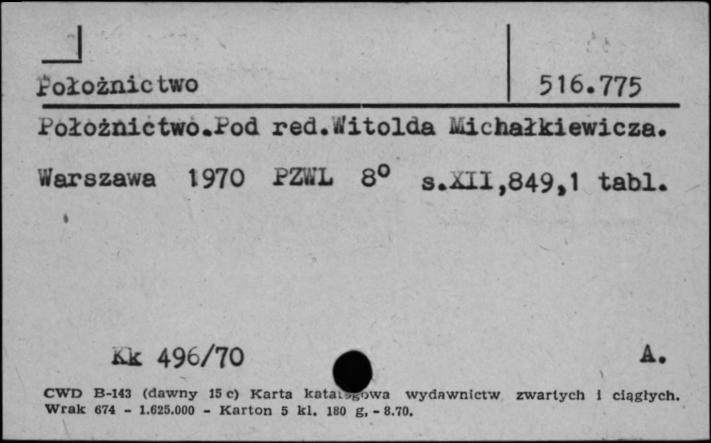 Położnictwo 516.775
Położnictwo.Pod red.Witolda Michałkiewicza.
Warszawa 1970 PZWL 8° s.XII,849,1 tabl.
Kk 496/70 A.
CWD B-143 (dawny 15 c) Karta katalogowa wydawnictw zwartych i ciągłych.
Wrak 674 - 1.625.000 - Karton 5 kl. 180 g, - 8.70.